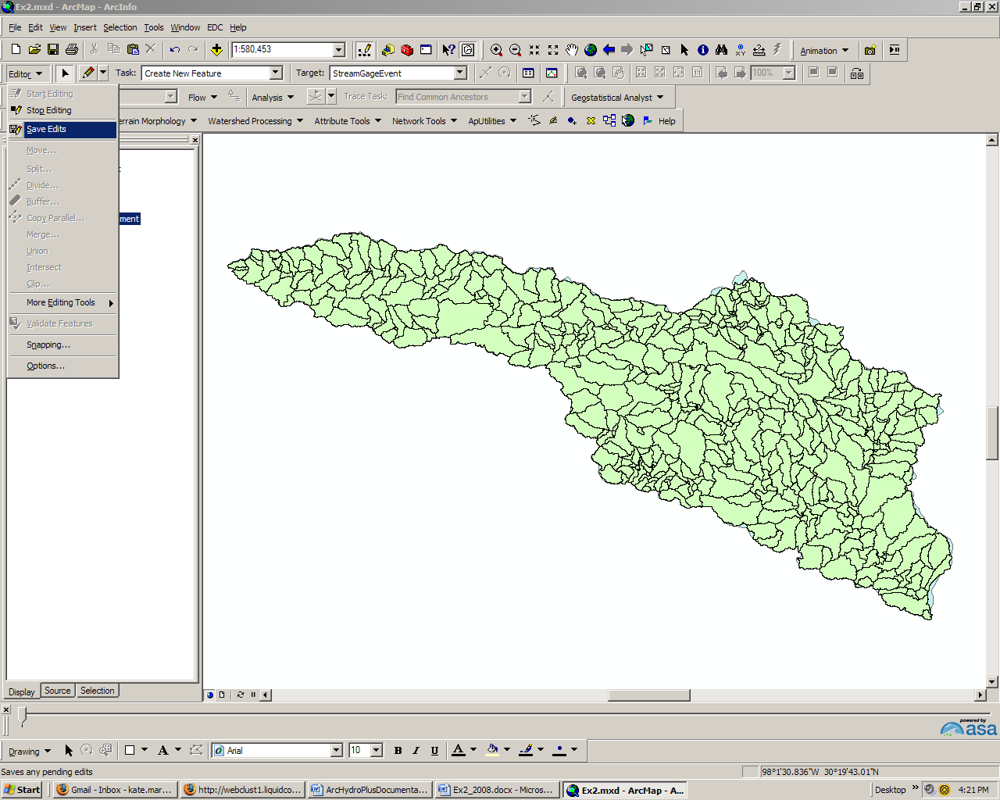 Ex2.mxd - ArcMap - ArcInfo
File Edit View Insert Selection Tools Window EDC Help
1:580,453 Animation
Editor Task: Create New Feature Target: StreamGageEvent 100%
Flow Analysis Trace Task: Find Common Ancestors Geostatistical Analyst
errain Morphology Watershed Processing Attribute Tools Network Tools ApUtilities Help
Start Editing
Stop Editing
Save Edits
Move...
Split...
Divide...
Buffer...
Copy Parallel...
ment
Merge...
Union
Intersect
Clip...
More Editing Tools
Validate Features
Snapping...
Options...
Display Source Selection
powered by
asa
Drawing Arial 10 B I U A
Saves any pending edits 98°1'30.836"W 30°19'43.01"N
Start Gmail - Inbox - kate.mar... http://webclust1.liquidco... ArcHydroPlusDocumenta... Ex2_2008.docx - Micros... Ex2.mxd - ArcMap - A... Desktop » 4:21 PM